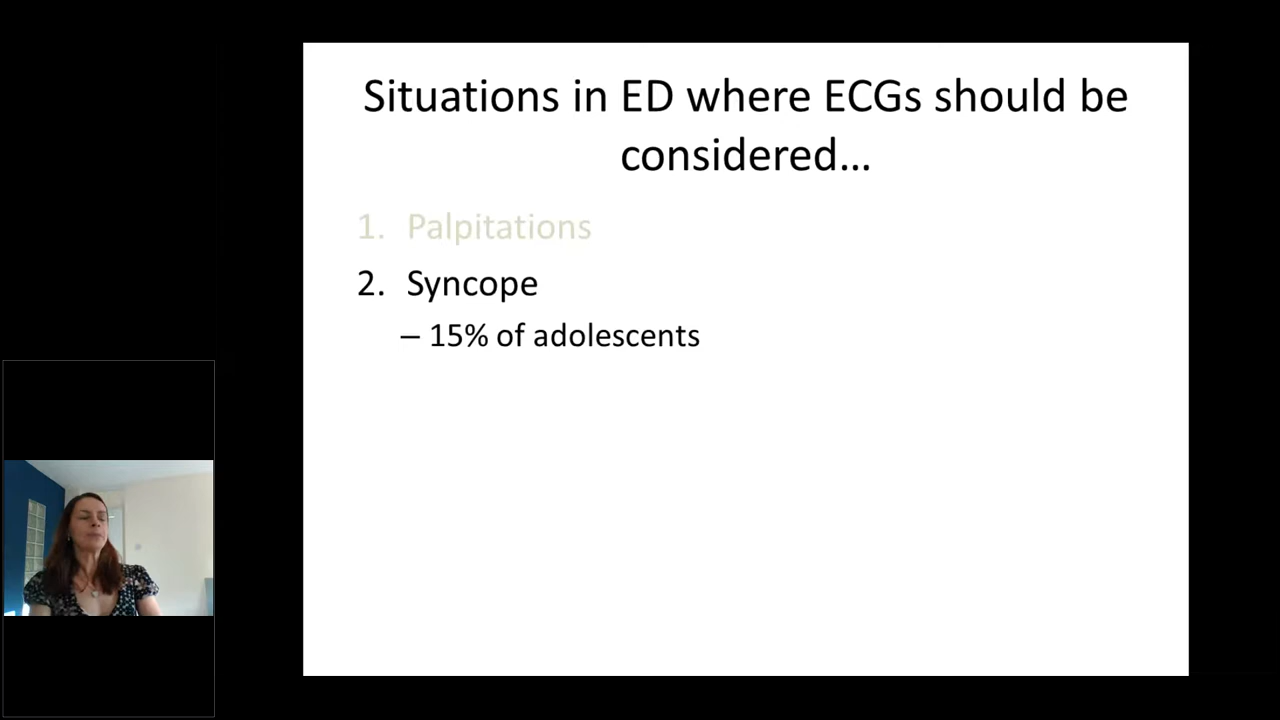 Situations in ED where ECGs should be
considered…
1. Palpitations
2. Syncope
– 15% of adolescents